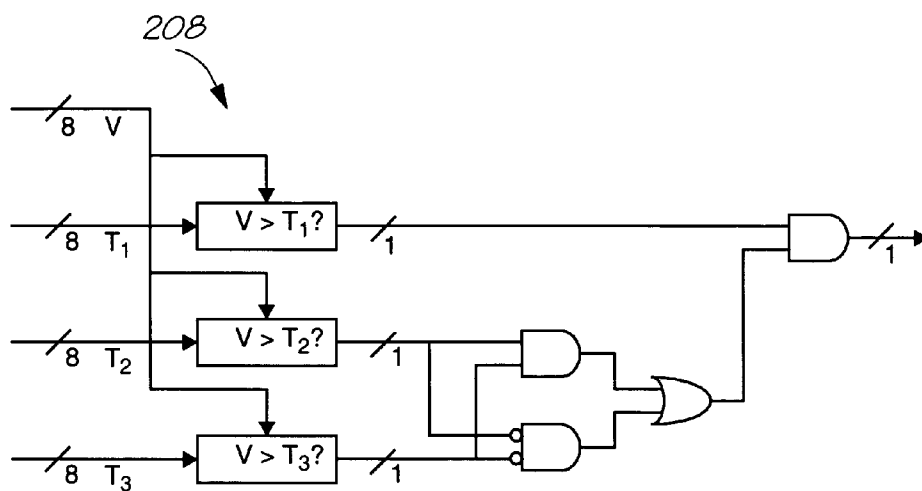 208
8 V
V > T₁?
8 T₁
1
1
V > T₂?
8 T₂
1
V > T₃?
8 T₃
1